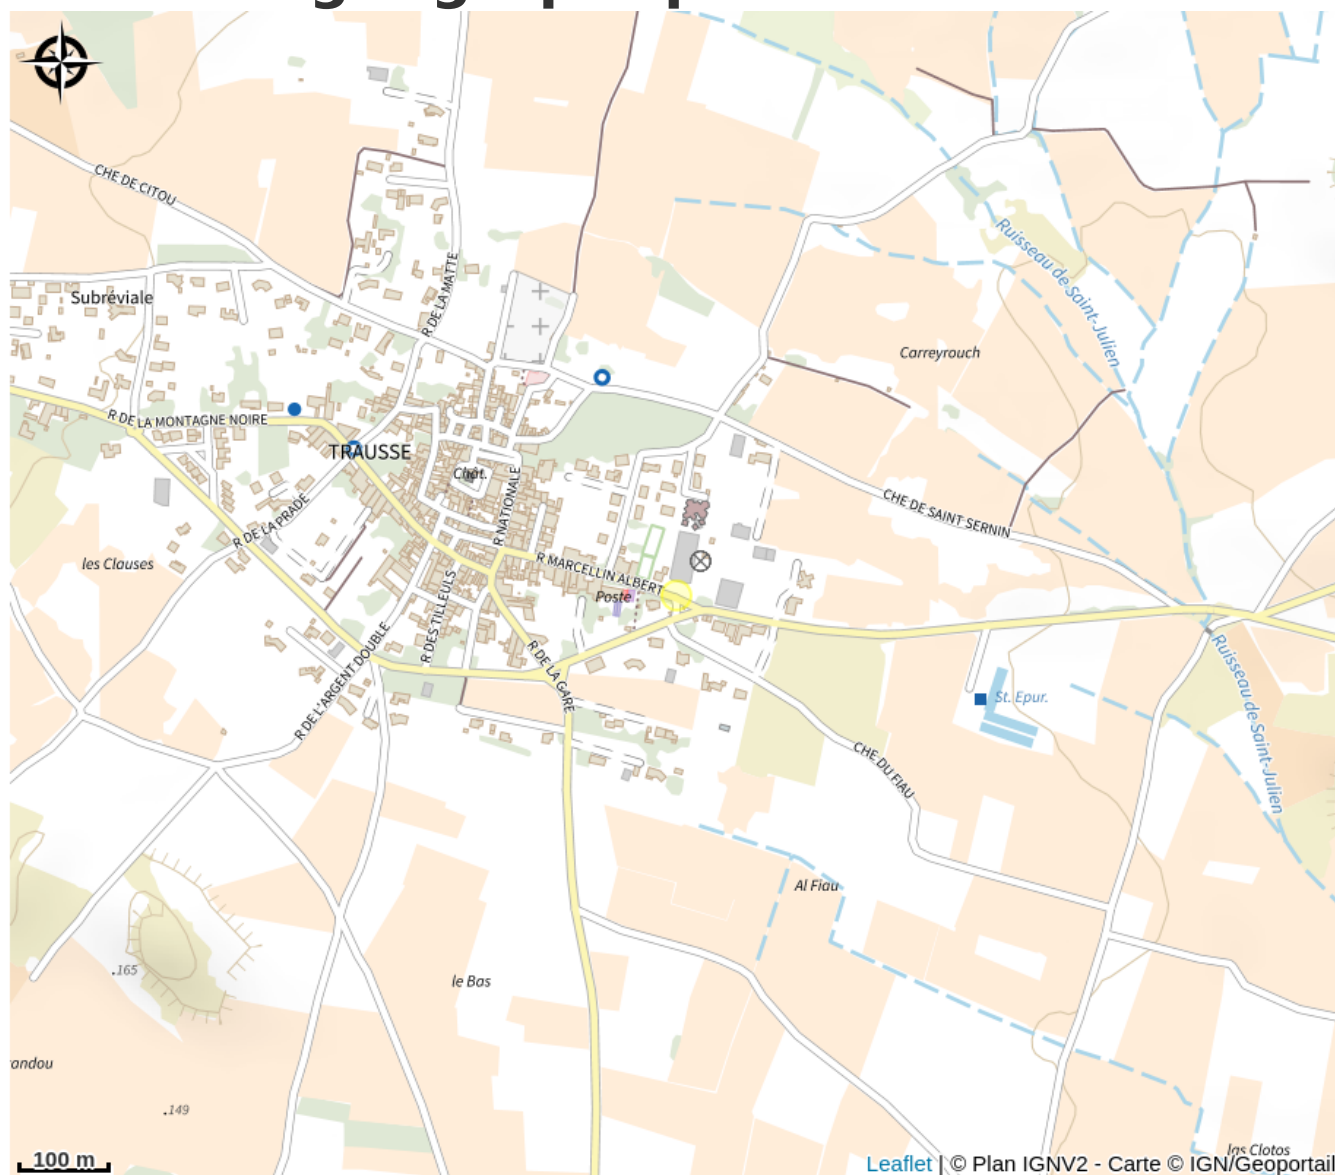 CHE DE CITOU
R DE LA MATTE
Subréviale
Ruisseau de Saint-Julien
Carreyrouch
R DE LA MONTAGNE NOIRE
TRAUSSE
Chât.
R NATIONALE
CHE DE SAINT SERNIN
R DE LA PRADE
les Clauses
R MARCELLIN ALBERT
Poste
R DES TILLEULS
R DE L'ARGENT DOUBLE
R DE LA GARE
St. Epur.
Ruisseau de Saint-Julien
CHE DU FIAU
Al Fiau
.165
le Bas
andou
.149
las Clotos
100 m
Leaflet | © Plan IGNV2 - Carte © IGN/Geoportail